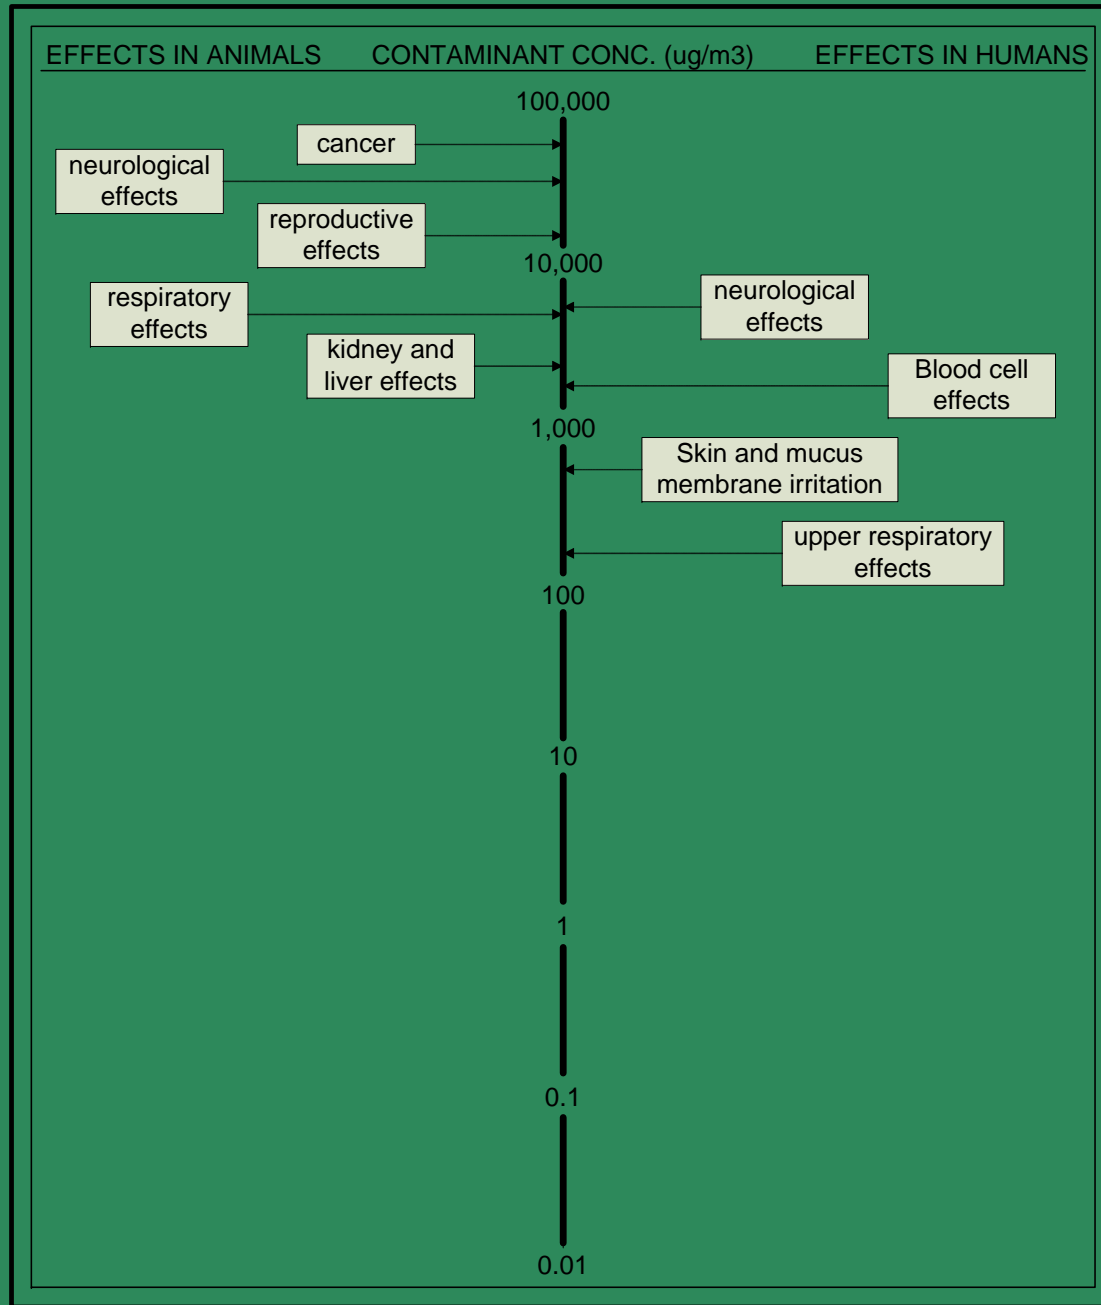 EFFECTS IN ANIMALS CONTAMINANT CONC. (ug/m3) EFFECTS IN HUMANS
100,000
cancer
neurological
effects
reproductive
effects
10,000
respiratory
effects
neurological
effects
kidney and
liver effects
Blood cell
effects
1,000
Skin and mucus
membrane irritation
upper respiratory
effects
100
10
1
0.1
0.01